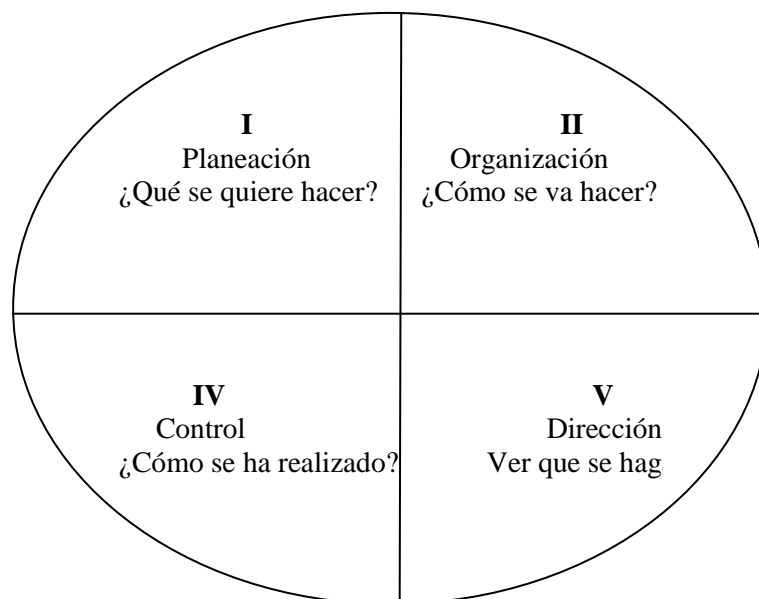 I
Planeación
¿Qué se quiere hacer?
II
Organización
¿Cómo se va hacer?
IV
Control
¿Cómo se ha realizado?
V
Dirección
Ver que se hag